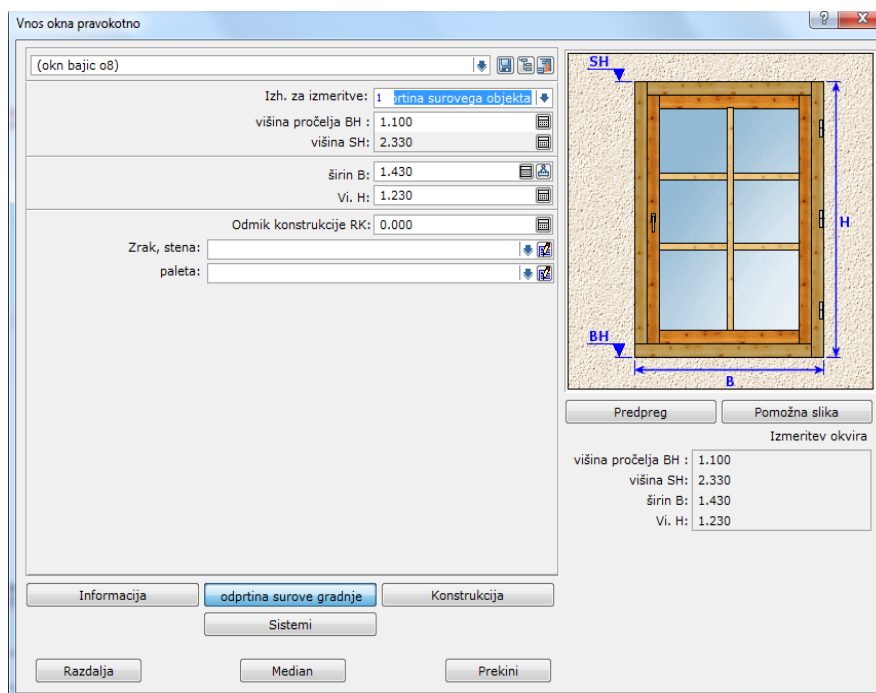 Vnos okna pravokotno
(okn bajic o8)
Izh. za izmeritve: 1 rtina surovega objekta
višina pročelja BH : 1.100
višina SH: 2.330
širin B: 1.430
Vi. H: 1.230
Odmik konstrukcije RK: 0.000
Zrak, stena:
paleta:
Informacija odprtina surove gradnje Konstrukcija
Sistemi
Razdalja Median Prekini
SH
H
BH
B
Predpreg Pomožna slika
Izmeritev okvira
višina pročelja BH : 1.100
višina SH: 2.330
širin B: 1.430
Vi. H: 1.230